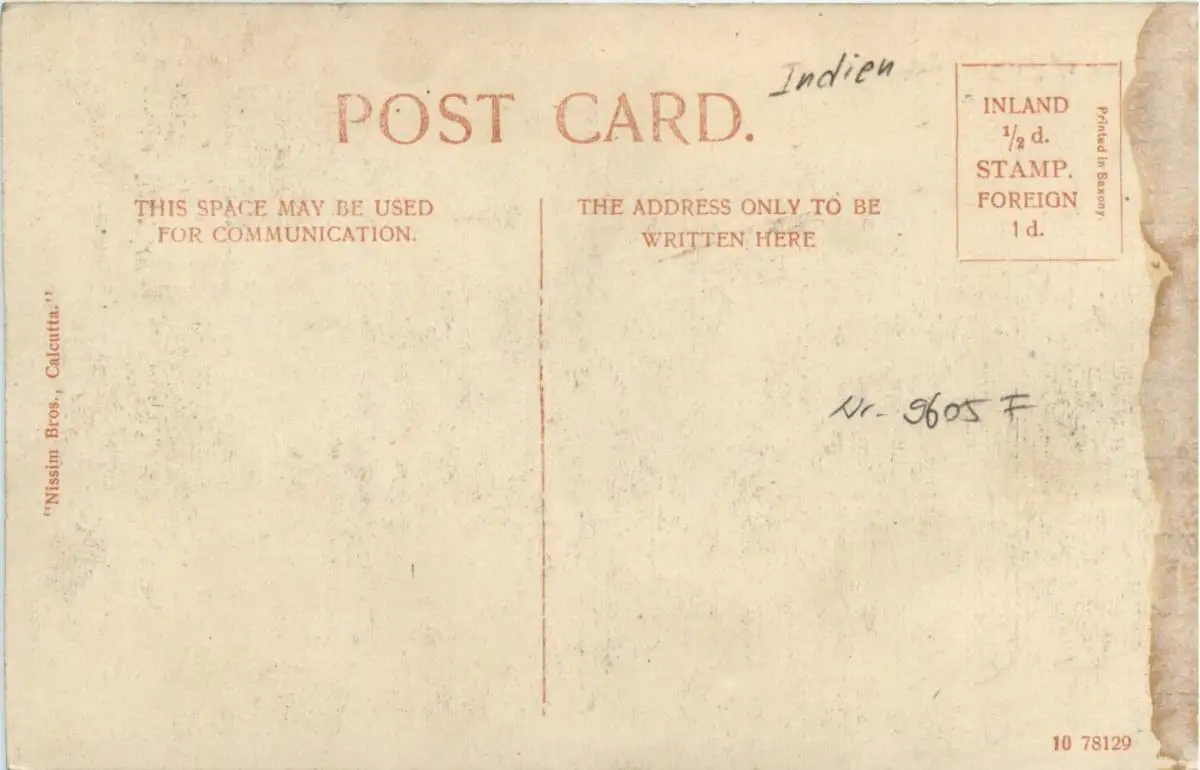 POST CARD.
Indien
INLAND
½ d.
STAMP.
FOREIGN
1 d.
Printed in Saxony.
THIS SPACE MAY BE USED
FOR COMMUNICATION.
THE ADDRESS ONLY TO BE
WRITTEN HERE
"Nissim Bros., Calcutta."
Nr. 9605 F
10 78129